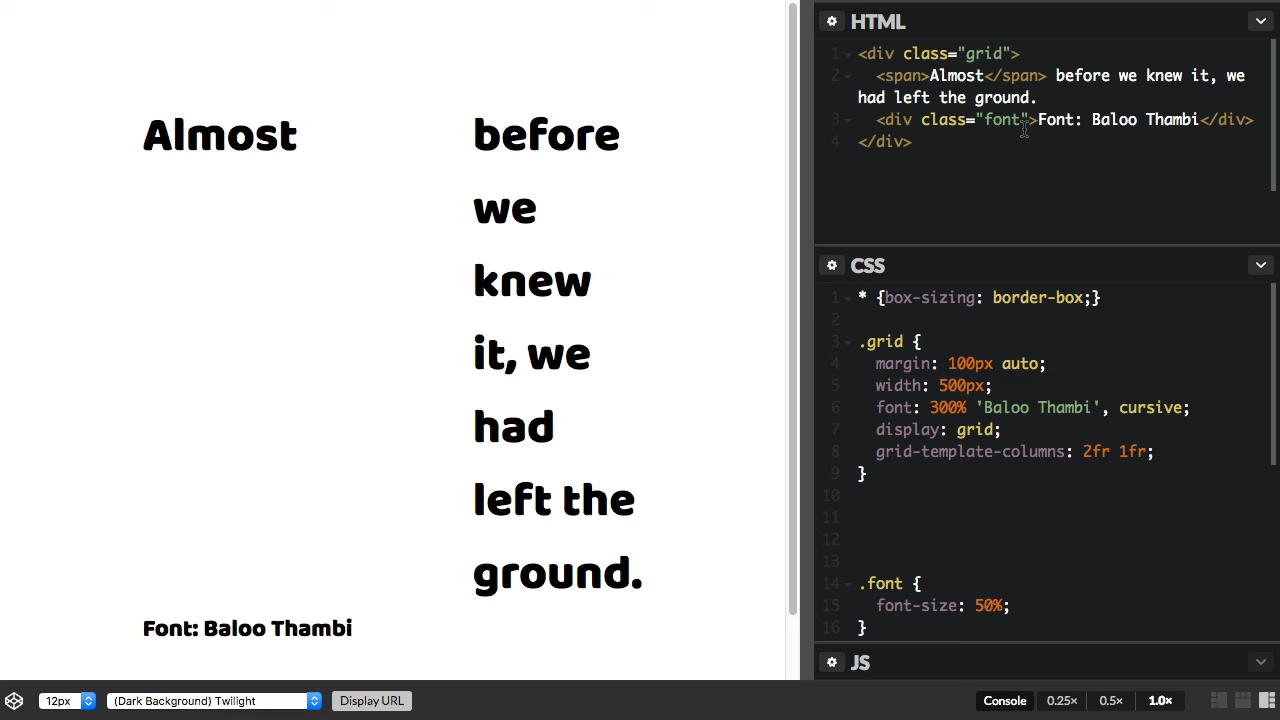 Almost
before
we
knew
it, we
had
left the
ground.
Font: Baloo Thambi
HTML
1 <div class="grid">
2 <span>Almost</span> before we knew it, we
had left the ground.
3 <div class="font">Font: Baloo Thambi</div>
4 </div>
CSS
1 * {box-sizing: border-box;}
2
3 .grid {
4 margin: 100px auto;
5 width: 500px;
6 font: 300% 'Baloo Thambi', cursive;
7 display: grid;
8 grid-template-columns: 2fr 1fr;
9 }
10
11
12
13
14 .font {
15 font-size: 50%;
16 }
JS
12px (Dark Background) Twilight Display URL Console 0.25× 0.5× 1.0×